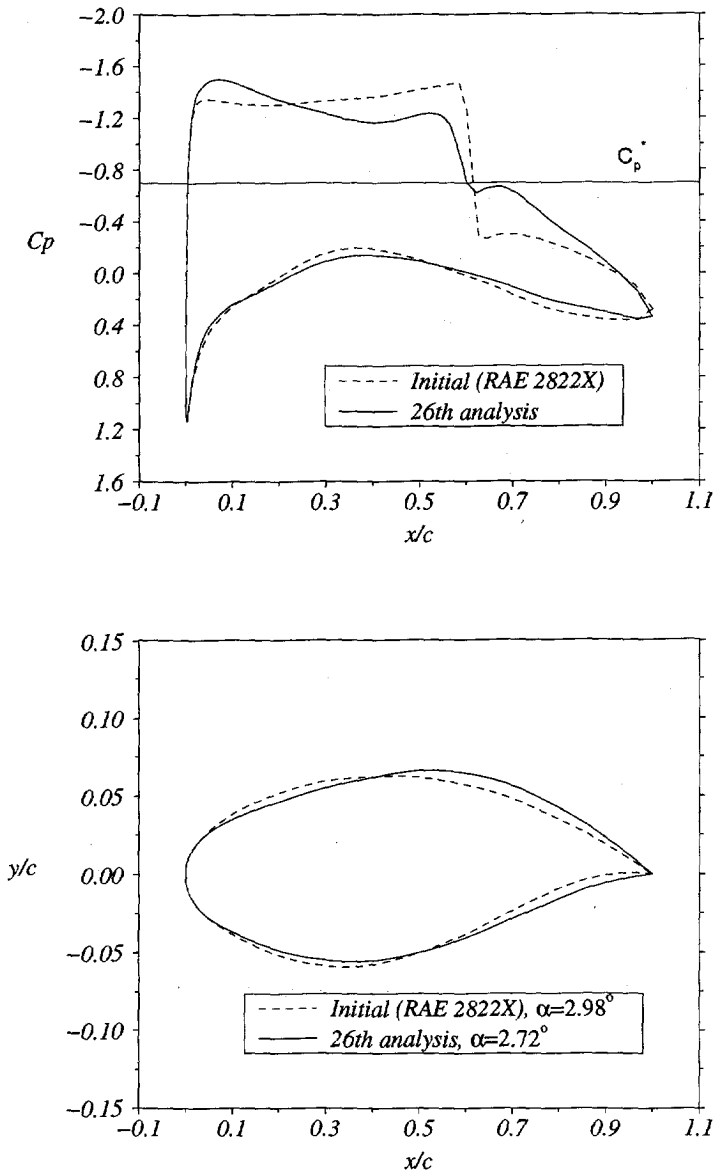 −2.0
−1.6
−1.2
−0.8
−0.4
0.0
0.4
0.8
1.2
1.6
Cp
Cp*
Initial (RAE 2822X)
26th analysis
−0.1 0.1 0.3 0.5 0.7 0.9 1.1
x/c
0.15
0.10
0.05
0.00
−0.05
−0.10
−0.15
y/c
Initial (RAE 2822X), α=2.98°
26th analysis, α=2.72°
−0.1 0.1 0.3 0.5 0.7 0.9 1.1
x/c